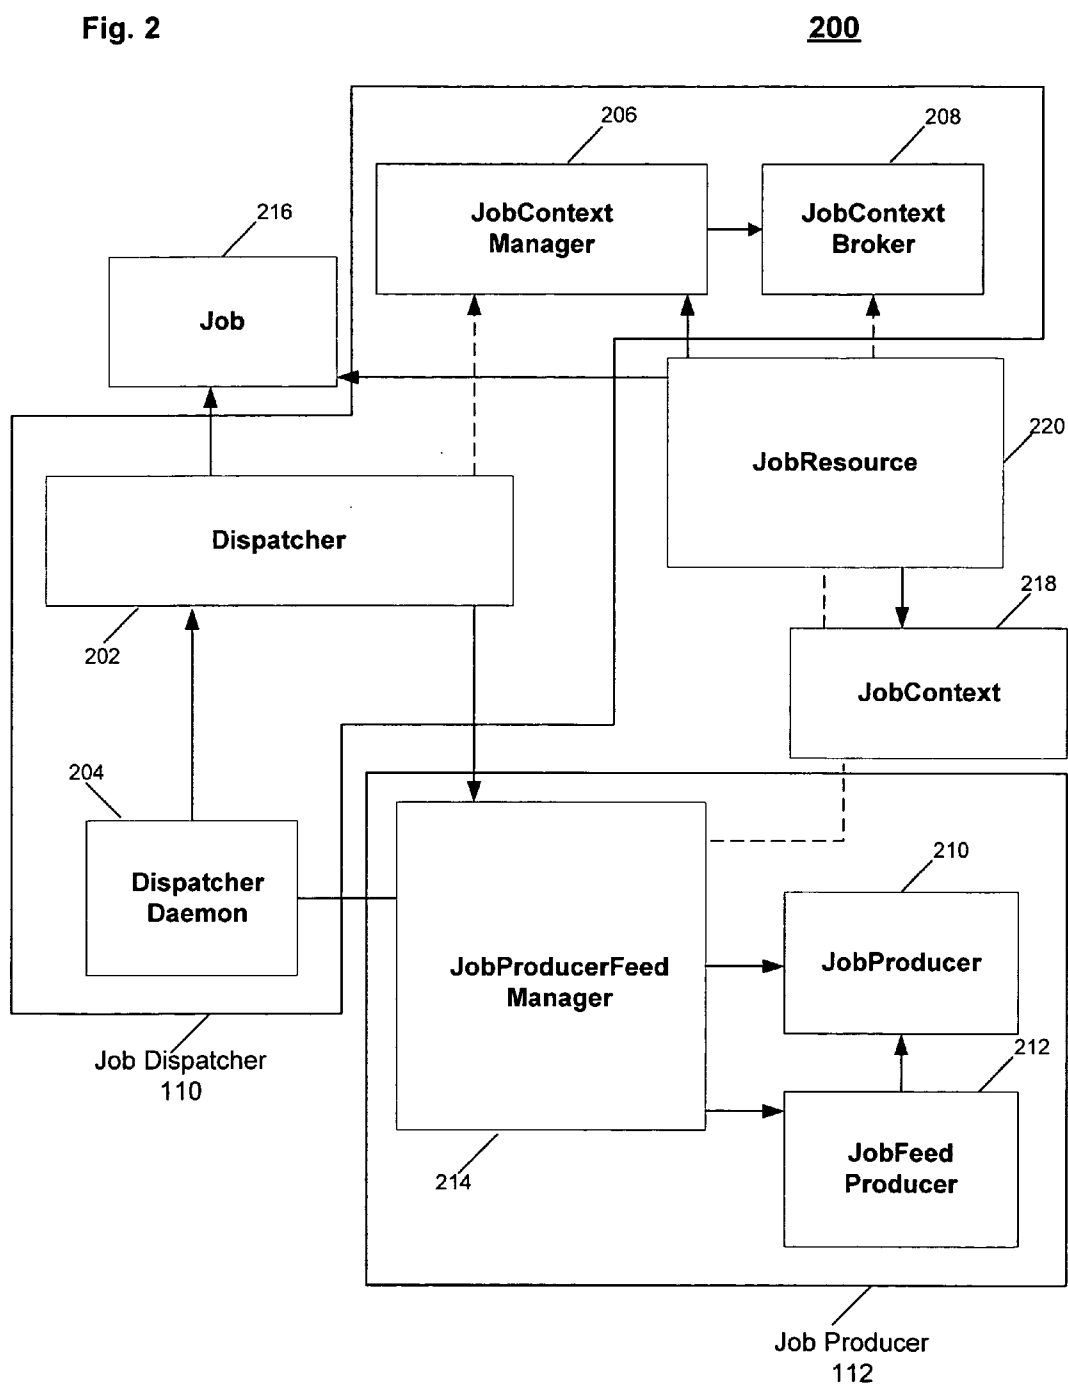 Fig. 2
200
206
208
JobContext
Manager
JobContext
Broker
216
Job
JobResource
220
Dispatcher
202
218
JobContext
204
Dispatcher
Daemon
JobProducerFeed
Manager
214
210
JobProducer
212
JobFeed
Producer
Job Dispatcher
110
Job Producer
112